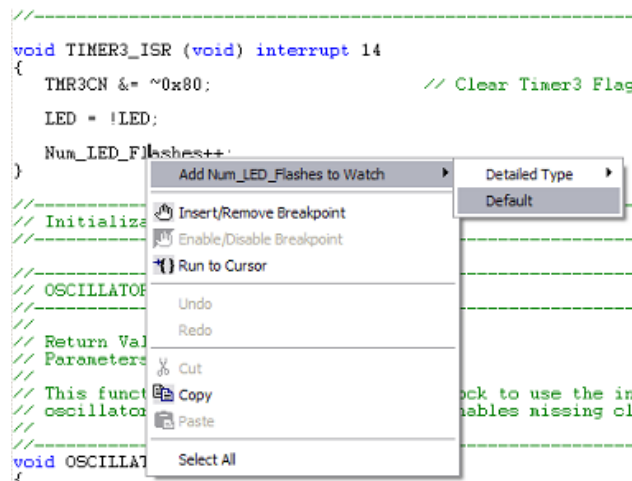 //--------------------------------------------------------------
void TIMER3_ISR (void) interrupt 14
{
TMR3CN &= ~0x80; // Clear Timer3 Flag
LED = !LED;
Num_LED_Flashes++;
}
Add Num_LED_Flashes to Watch
Detailed Type
Default
Insert/Remove Breakpoint
Enable/Disable Breakpoint
Run to Cursor
Undo
Redo
Cut
Copy
Paste
Select All
//--------------
// Initializa
//--------------
//--------------
// OSCILLATOR
//--------------
//
// Return Val
// Parameters
//
// This funct ock to use the in
// oscillator nables missing cl
//
//--------------
void OSCILLAT
{